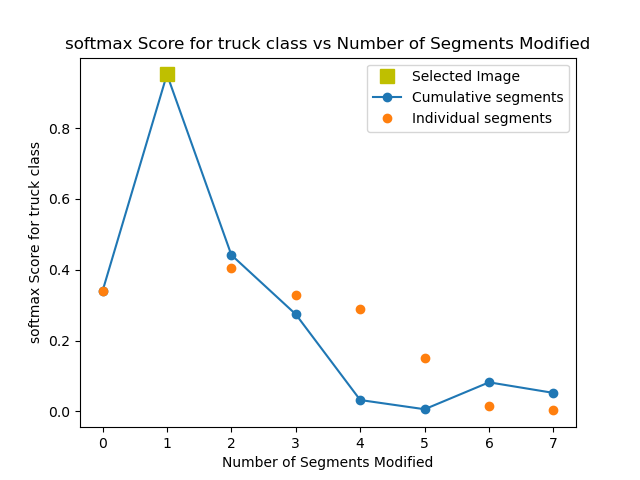 softmax Score for truck class vs Number of Segments Modified
Selected Image
Cumulative segments
Individual segments
softmax Score for truck class
0.8
0.6
0.4
0.2
0.0
0 1 2 3 4 5 6 7
Number of Segments Modified